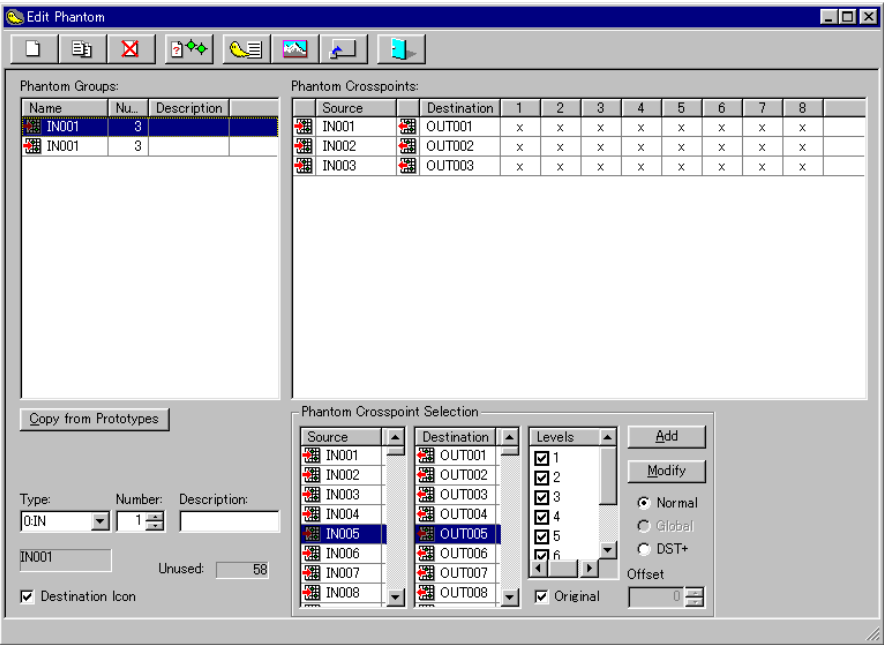 Edit Phantom
Phantom Groups:
Name Nu... Description
IN001 3
IN001 3
Phantom Crosspoints:
Source Destination 1 2 3 4 5 6 7 8
IN001 OUT001 x x x x x x x x
IN002 OUT002 x x x x x x x x
IN003 OUT003 x x x x x x x x
Copy from Prototypes
Type: Number: Description:
0:IN 1
IN001
Unused: 58
Destination Icon
Phantom Crosspoint Selection
Source Destination Levels
IN001 OUT001 1
IN002 OUT002 2
IN003 OUT003 3
IN004 OUT004 4
IN005 OUT005 5
IN006 OUT006 6
IN007 OUT007
IN008 OUT008
Original
Add
Modify
Normal
Global
DST+
Offset
0